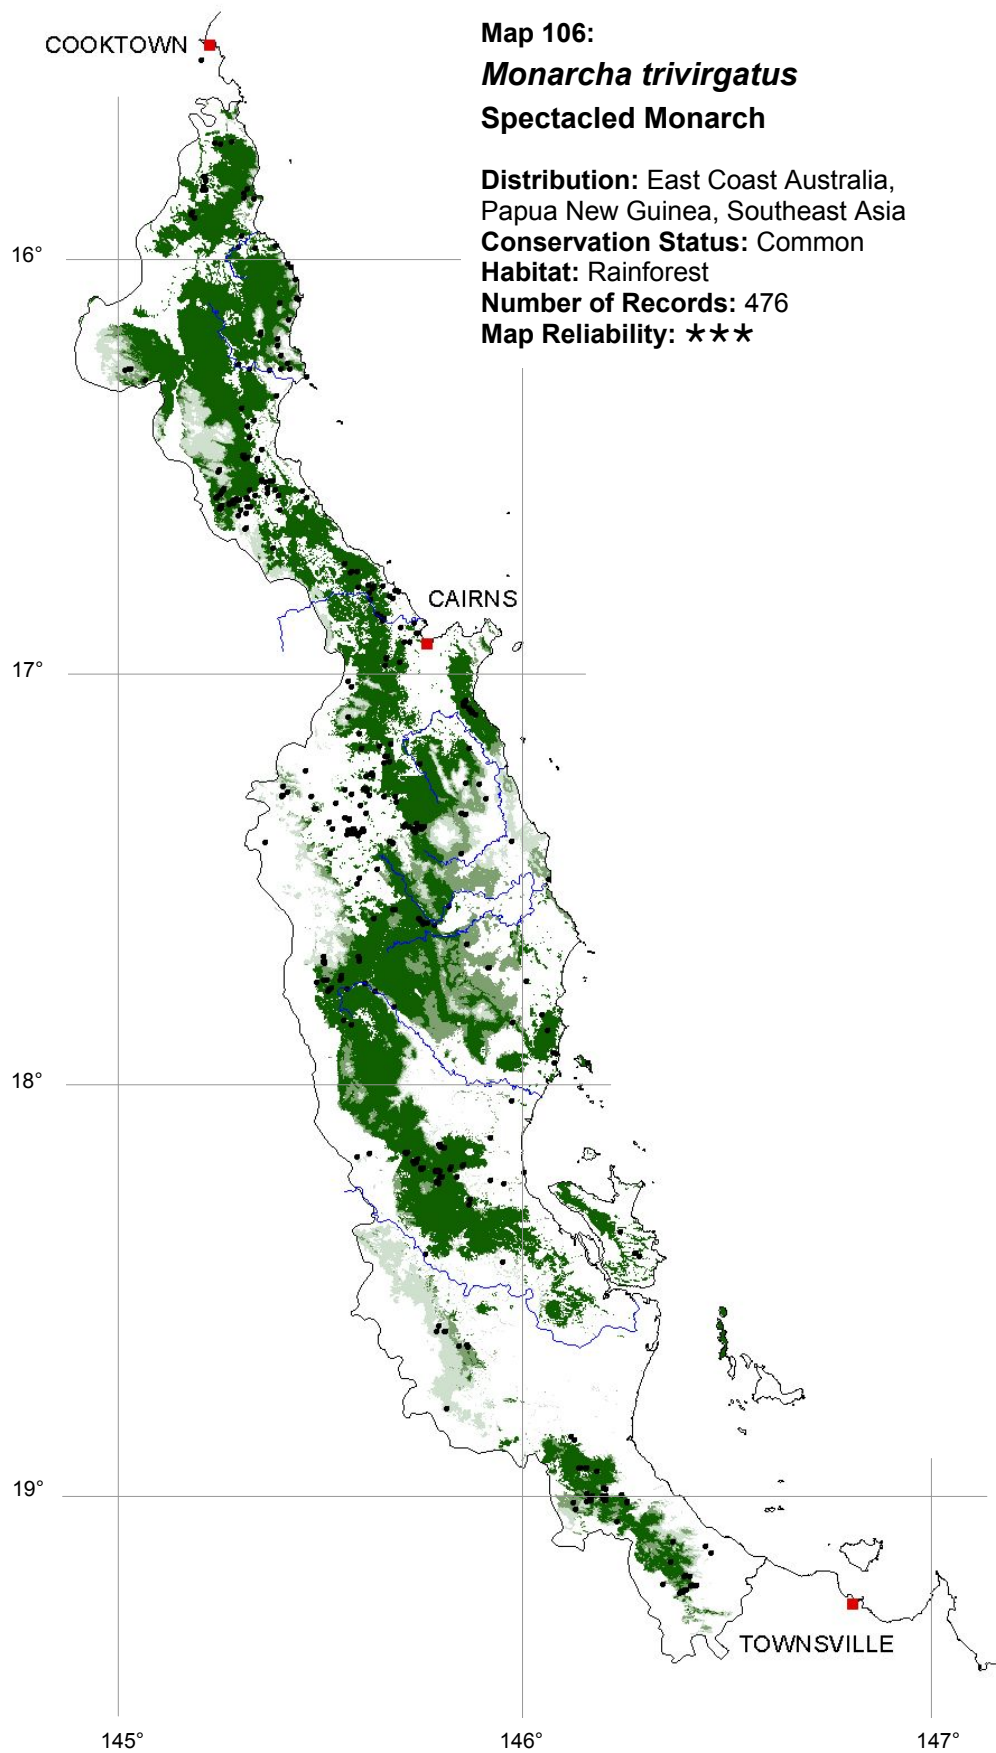 COOKTOWN
Map 106:
Monarcha trivirgatus
Spectacled Monarch
Distribution: East Coast Australia,
Papua New Guinea, Southeast Asia
Conservation Status: Common
Habitat: Rainforest
Number of Records: 476
Map Reliability: ***
16°
CAIRNS
17°
18°
19°
TOWNSVILLE
145°
146°
147°